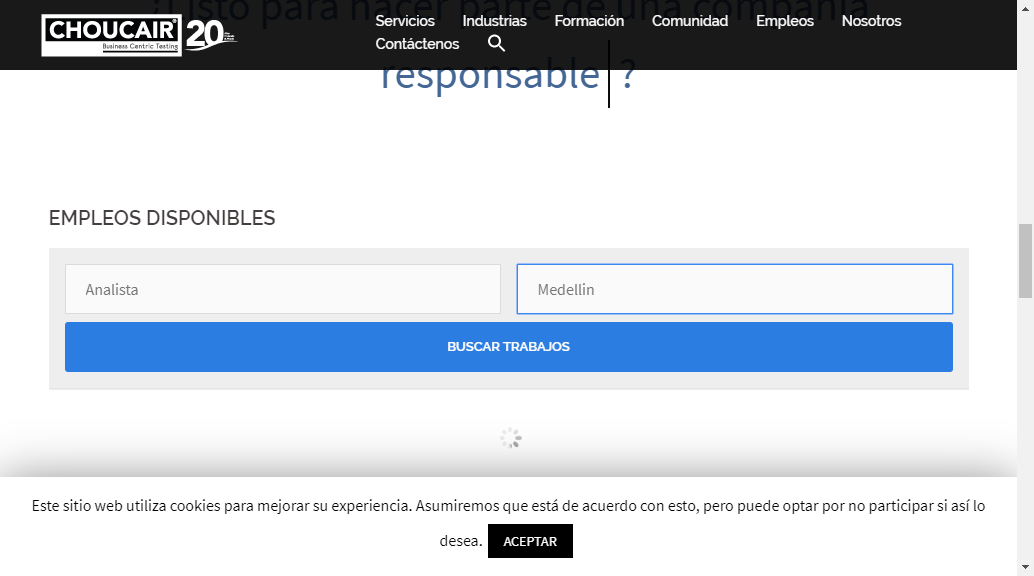 ¿Listo para hacer parte de una compañía
CHOUCAIR
Business Centric Testing
20
Servicios Industrias Formación Comunidad Empleos Nosotros
Contáctenos
responsable ?
EMPLEOS DISPONIBLES
Analista Medellin
BUSCAR TRABAJOS
Este sitio web utiliza cookies para mejorar su experiencia. Asumiremos que está de acuerdo con esto, pero puede optar por no participar si así lo
desea. ACEPTAR